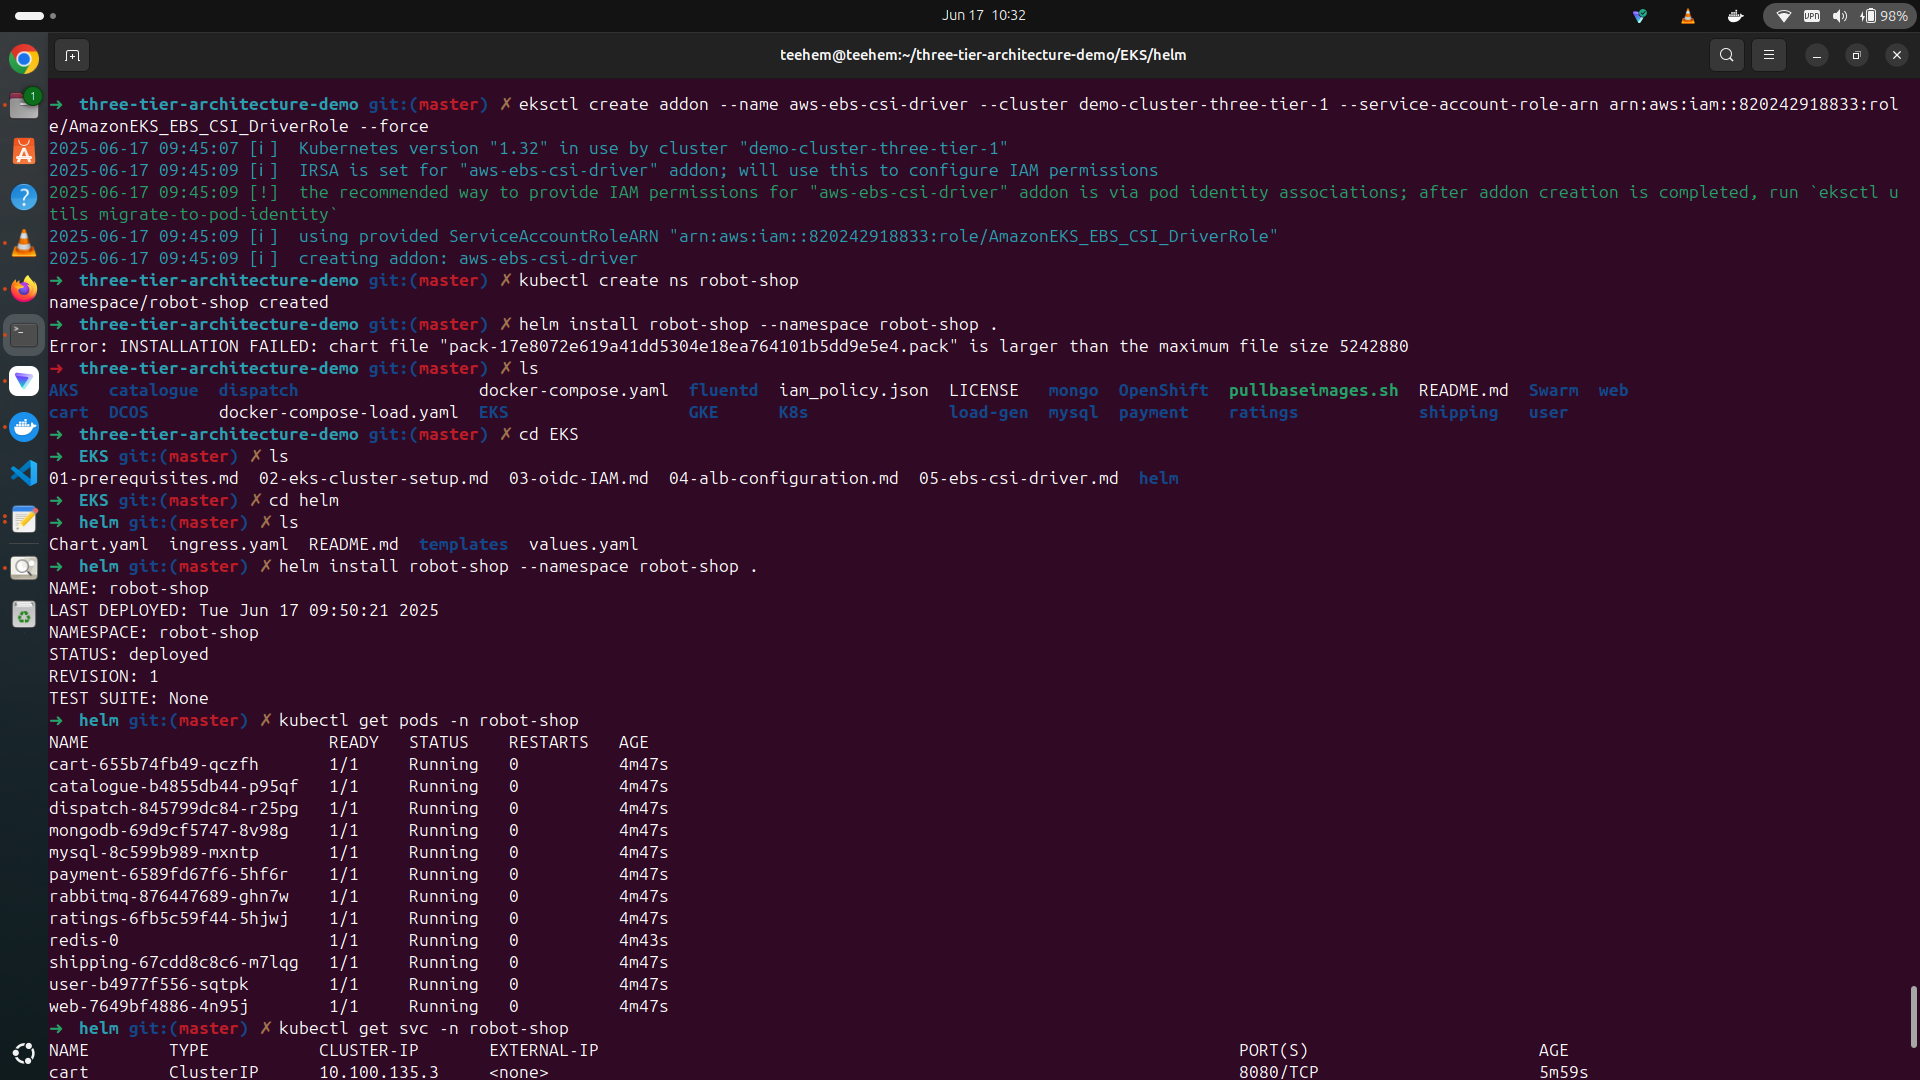 Jun 17 10:32
98%
teehem@teehem:~/three-tier-architecture-demo/EKS/helm
1
➜ three-tier-architecture-demo git:(master) ✗ eksctl create addon --name aws-ebs-csi-driver --cluster demo-cluster-three-tier-1 --service-account-role-arn arn:aws:iam::820242918833:rol
e/AmazonEKS_EBS_CSI_DriverRole --force
2025-06-17 09:45:07 [ℹ] Kubernetes version "1.32" in use by cluster "demo-cluster-three-tier-1"
2025-06-17 09:45:09 [ℹ] IRSA is set for "aws-ebs-csi-driver" addon; will use this to configure IAM permissions
2025-06-17 09:45:09 [!] the recommended way to provide IAM permissions for "aws-ebs-csi-driver" addon is via pod identity associations; after addon creation is completed, run `eksctl u
tils migrate-to-pod-identity`
2025-06-17 09:45:09 [ℹ] using provided ServiceAccountRoleARN "arn:aws:iam::820242918833:role/AmazonEKS_EBS_CSI_DriverRole"
2025-06-17 09:45:09 [ℹ] creating addon: aws-ebs-csi-driver
➜ three-tier-architecture-demo git:(master) ✗ kubectl create ns robot-shop
namespace/robot-shop created
➜ three-tier-architecture-demo git:(master) ✗ helm install robot-shop --namespace robot-shop .
Error: INSTALLATION FAILED: chart file "pack-17e8072e619a41dd5304e18ea764101b5dd9e5e4.pack" is larger than the maximum file size 5242880
➜ three-tier-architecture-demo git:(master) ✗ ls
AKS catalogue dispatch docker-compose.yaml fluentd iam_policy.json LICENSE mongo OpenShift pullbaseimages.sh README.md Swarm web
cart DCOS docker-compose-load.yaml EKS GKE K8s load-gen mysql payment ratings shipping user
➜ three-tier-architecture-demo git:(master) ✗ cd EKS
➜ EKS git:(master) ✗ ls
01-prerequisites.md 02-eks-cluster-setup.md 03-oidc-IAM.md 04-alb-configuration.md 05-ebs-csi-driver.md helm
➜ EKS git:(master) ✗ cd helm
➜ helm git:(master) ✗ ls
Chart.yaml ingress.yaml README.md templates values.yaml
➜ helm git:(master) ✗ helm install robot-shop --namespace robot-shop .
NAME: robot-shop
LAST DEPLOYED: Tue Jun 17 09:50:21 2025
NAMESPACE: robot-shop
STATUS: deployed
REVISION: 1
TEST SUITE: None
➜ helm git:(master) ✗ kubectl get pods -n robot-shop
NAME READY STATUS RESTARTS AGE
cart-655b74fb49-qczfh 1/1 Running 0 4m47s
catalogue-b4855db44-p95qf 1/1 Running 0 4m47s
dispatch-845799dc84-r25pg 1/1 Running 0 4m47s
mongodb-69d9cf5747-8v98g 1/1 Running 0 4m47s
mysql-8c599b989-mxntp 1/1 Running 0 4m47s
payment-6589fd67f6-5hf6r 1/1 Running 0 4m47s
rabbitmq-876447689-ghn7w 1/1 Running 0 4m47s
ratings-6fb5c59f44-5hjwj 1/1 Running 0 4m47s
redis-0 1/1 Running 0 4m43s
shipping-67cdd8c8c6-m7lqg 1/1 Running 0 4m47s
user-b4977f556-sqtpk 1/1 Running 0 4m47s
web-7649bf4886-4n95j 1/1 Running 0 4m47s
➜ helm git:(master) ✗ kubectl get svc -n robot-shop
NAME TYPE CLUSTER-IP EXTERNAL-IP PORT(S) AGE
cart ClusterIP 10.100.135.3 <none> 8080/TCP 5m59s